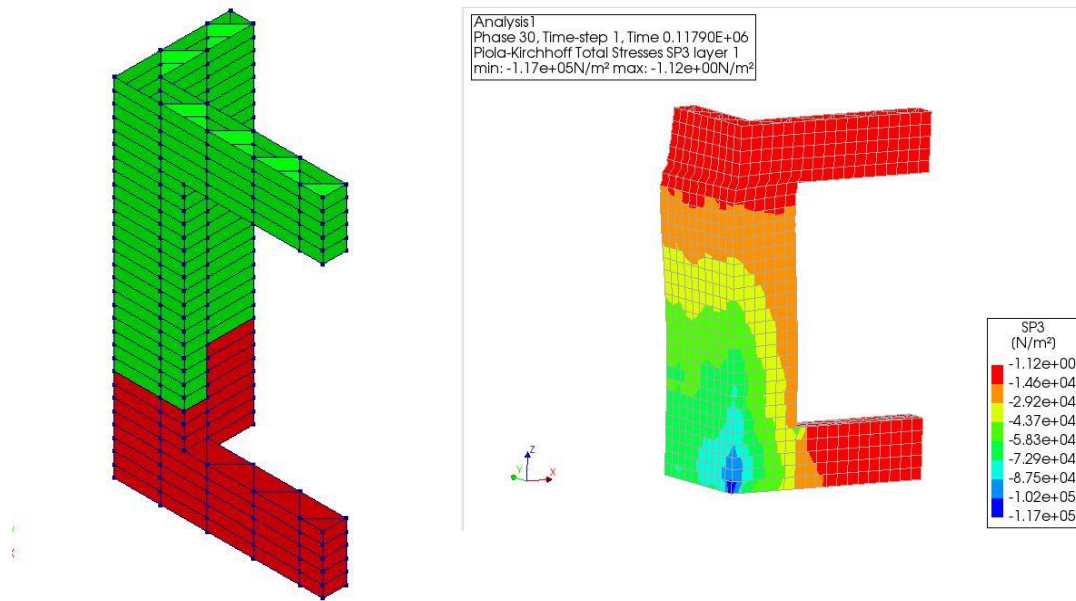 Analysis1
Phase 30, Time-step 1, Time 0.11790E+06
Piola-Kirchhoff Total Stresses SP3 layer 1
min: -1.17e+05N/m² max: -1.12e+00N/m²
Z
Y
X
SP3
(N/m²)
-1.12e+00
-1.46e+04
-2.92e+04
-4.37e+04
-5.83e+04
-7.29e+04
-8.75e+04
-1.02e+05
-1.17e+05